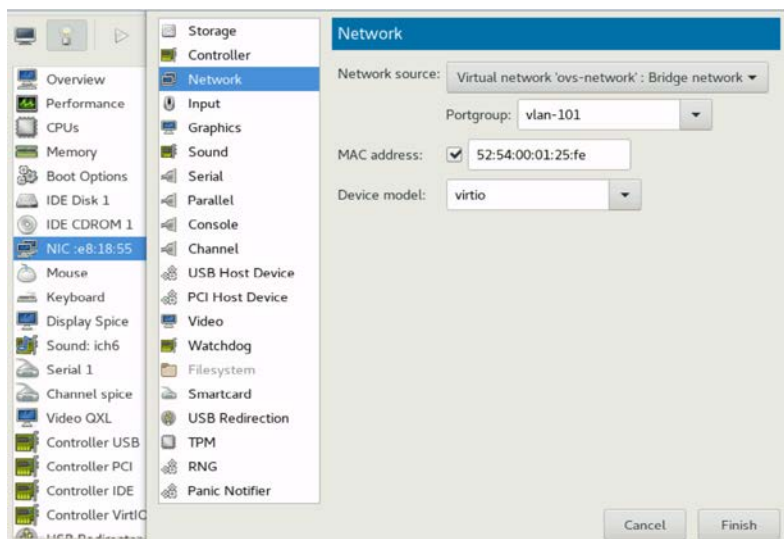 Overview
Performance
CPUs
Memory
Boot Options
IDE Disk 1
IDE CDROM 1
NIC :e8:18:55
Mouse
Keyboard
Display Spice
Sound: ich6
Serial 1
Channel spice
Video QXL
Controller USB
Controller PCI
Controller IDE
Controller VirtIO
Storage
Controller
Network
Input
Graphics
Sound
Serial
Parallel
Console
Channel
USB Host Device
PCI Host Device
Video
Watchdog
Filesystem
Smartcard
USB Redirection
TPM
RNG
Panic Notifier
Network
Network source: Virtual network 'ovs-network' : Bridge network
Portgroup: vlan-101
MAC address: 52:54:00:01:25:fe
Device model: virtio
Cancel Finish